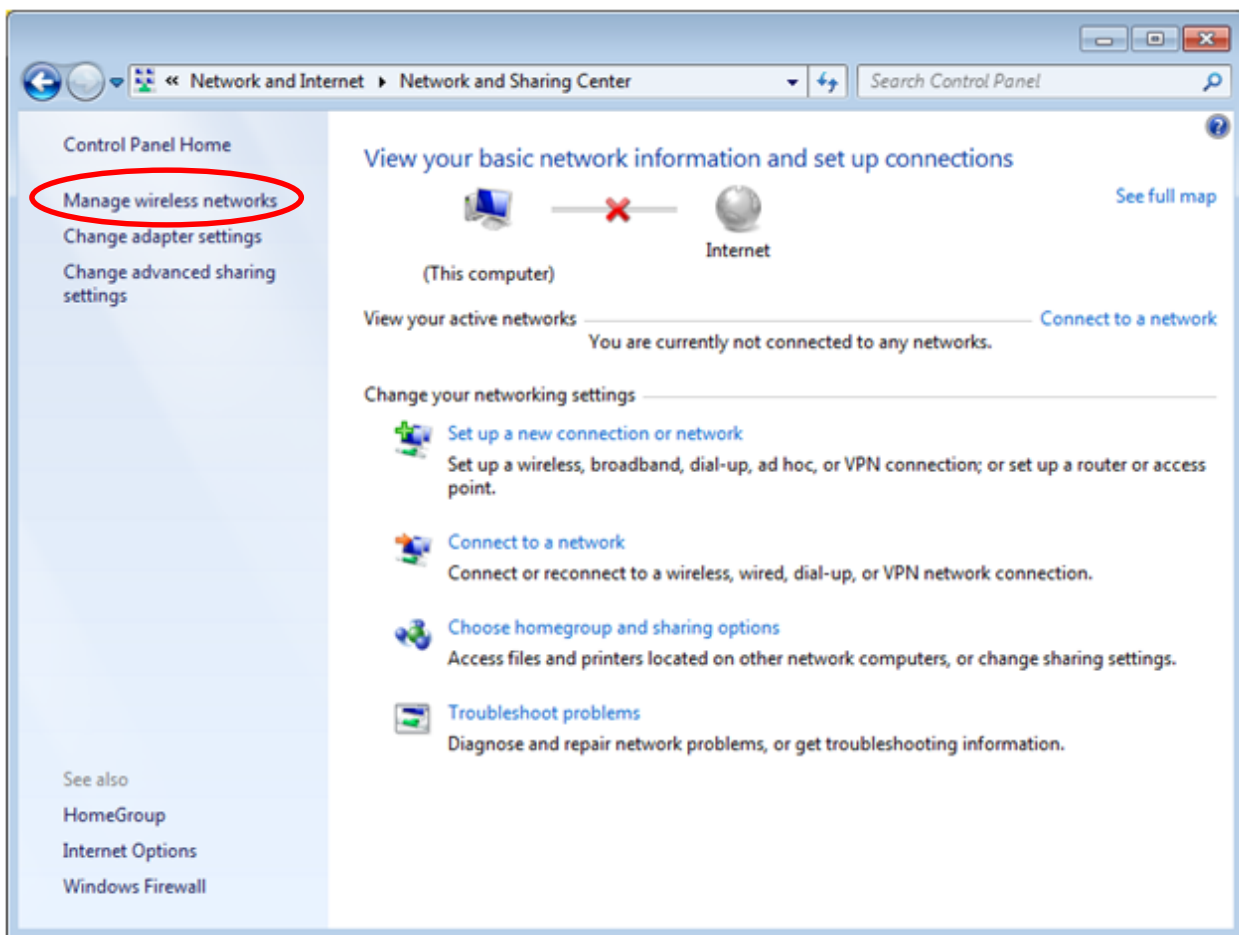 « Network and Internet ▸ Network and Sharing Center
Search Control Panel
Control Panel Home
Manage wireless networks
Change adapter settings
Change advanced sharing
settings
See also
HomeGroup
Internet Options
Windows Firewall
View your basic network information and set up connections
See full map
(This computer)
Internet
View your active networks
Connect to a network
You are currently not connected to any networks.
Change your networking settings
Set up a new connection or network
Set up a wireless, broadband, dial-up, ad hoc, or VPN connection; or set up a router or access
point.
Connect to a network
Connect or reconnect to a wireless, wired, dial-up, or VPN network connection.
Choose homegroup and sharing options
Access files and printers located on other network computers, or change sharing settings.
Troubleshoot problems
Diagnose and repair network problems, or get troubleshooting information.